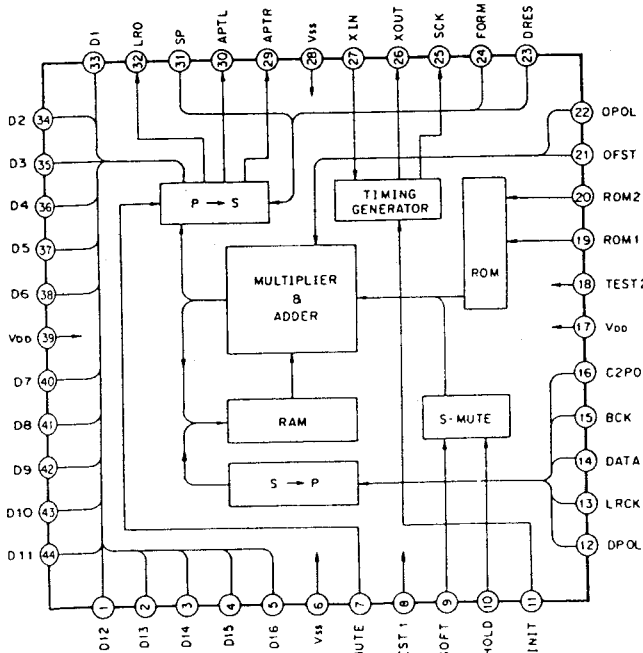 D1
LRO
SP
APTL
APTR
Vss
XIN
XOUT
SCK
FORM
DRES
33
32
31
30
29
28
27
26
25
24
23
D2
34
D3
35
D4
36
D5
37
D6
38
VDD
39
D7
40
D8
41
D9
42
D10
43
D11
44
22
OPOL
21
OFST
20
ROM2
19
ROM1
18
TEST2
17
VDD
16
C2PO
15
BCK
14
DATA
13
LRCK
12
DPOL
P → S
TIMING
GENERATOR
ROM
MULTIPLIER
&
ADDER
RAM
S-MUTE
S → P
1
2
3
4
5
6
7
8
9
10
11
D12
D13
D14
D15
D16
Vss
UTE
ST 1
OFT
HOLD
INIT